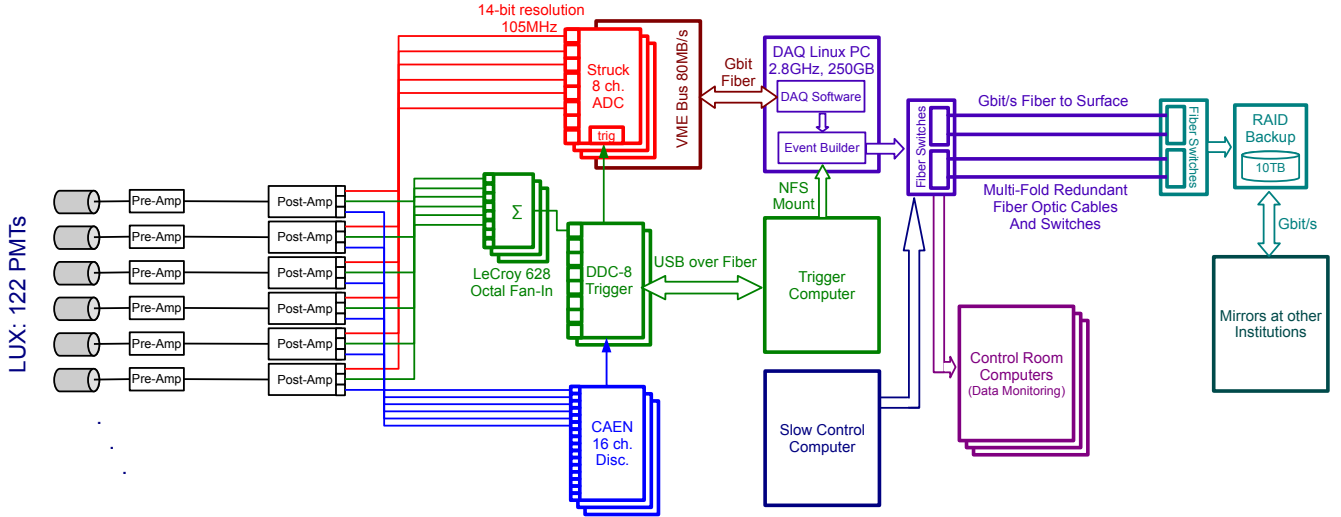 14-bit resolution
105MHz
Struck
8 ch.
ADC
trig
VME Bus 80MB/s
Gbit
Fiber
DAQ Linux PC
2.8GHz, 250GB
DAQ Software
Event Builder
Fiber Switches
Gbit/s Fiber to Surface
Multi-Fold Redundant
Fiber Optic Cables
And Switches
Fiber Switches
RAID
Backup
10TB
Gbit/s
Mirrors at other
Institutions
NFS
Mount
LUX: 122 PMTs
Pre-Amp
Post-Amp
Pre-Amp
Post-Amp
Pre-Amp
Post-Amp
Pre-Amp
Post-Amp
Pre-Amp
Post-Amp
Pre-Amp
Post-Amp
Σ
LeCroy 628
Octal Fan-In
DDC-8
Trigger
USB over Fiber
Trigger
Computer
Control Room
Computers
(Data Monitoring)
CAEN
16 ch.
Disc.
Slow Control
Computer